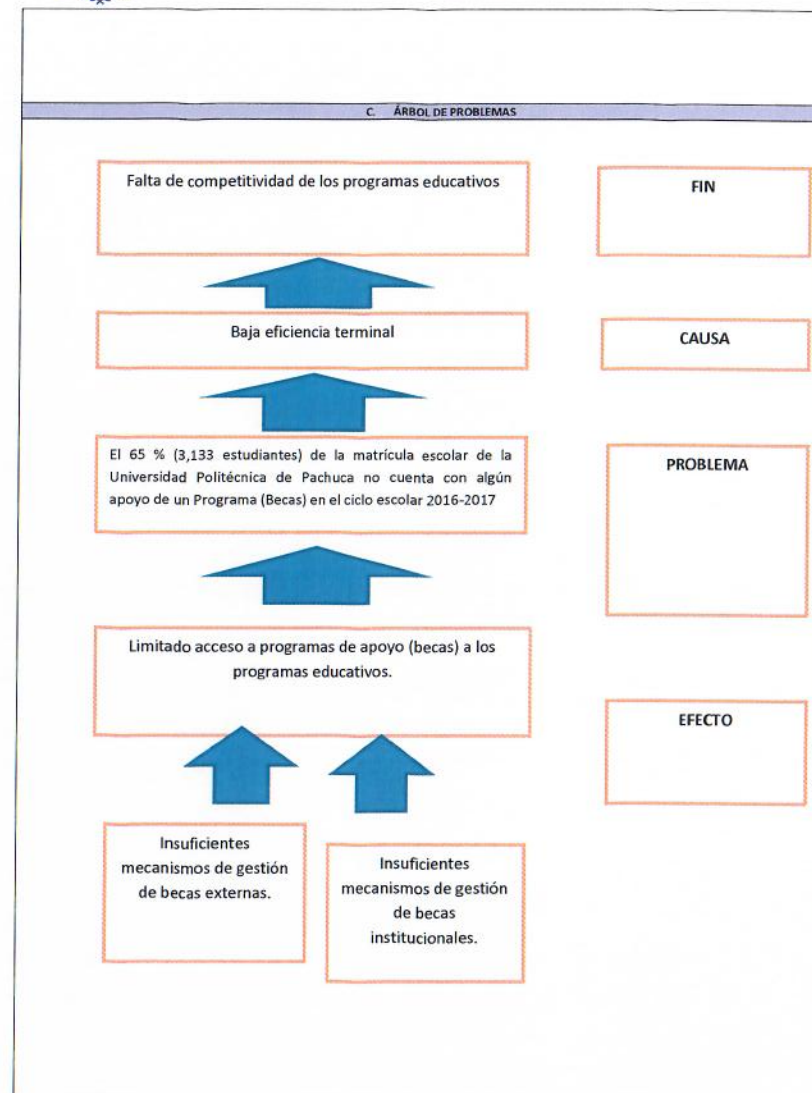 C. ÁRBOL DE PROBLEMAS
Falta de competitividad de los programas educativos
FIN
Baja eficiencia terminal
CAUSA
El 65 % (3,133 estudiantes) de la matrícula escolar de la
Universidad Politécnica de Pachuca no cuenta con algún
apoyo de un Programa (Becas) en el ciclo escolar 2016-2017
PROBLEMA
Limitado acceso a programas de apoyo (becas) a los
programas educativos.
EFECTO
Insuficientes
mecanismos de gestión
de becas externas.
Insuficientes
mecanismos de gestión
de becas
institucionales.